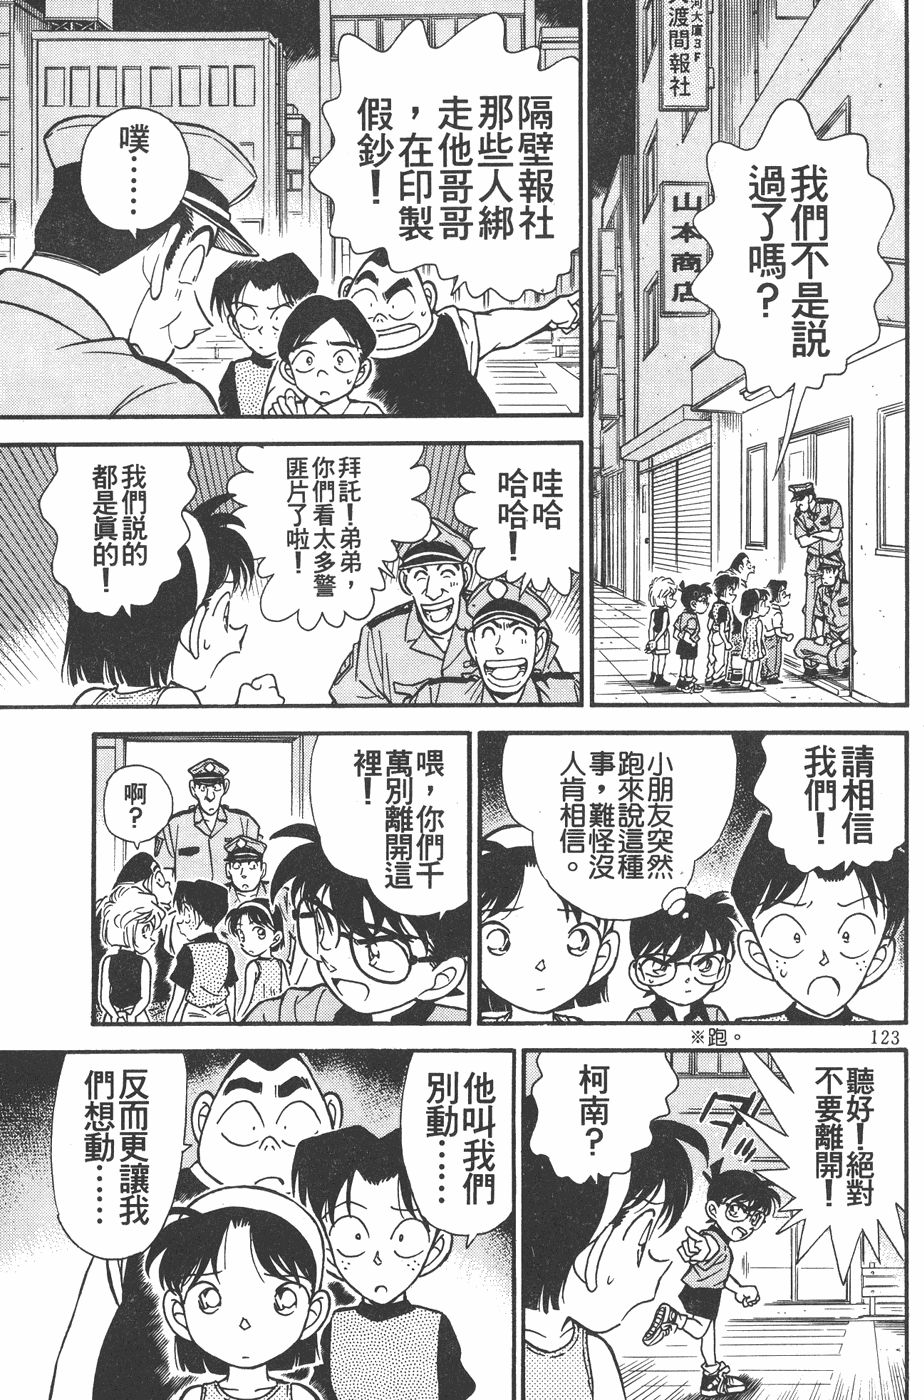 河大廈3F
大渡間報社
山本商店
我們不是說
過了嗎？
隔壁報社
那些人綁
走他哥哥
，在印製
假鈔！
噗……
哇哈
哈哈！
拜託！弟弟，
你們看太多警
匪片了啦！
我們說的
都是真的！
請相信
我們！
小朋友突然
跑來說這種
事，難怪沒
人肯相信。
喂，你們千
萬別離開這
裡！
啊？
※跑。
123
聽好！絕對
不要離開！
柯南？
他叫我們
別動……
反而更讓我
們想動……